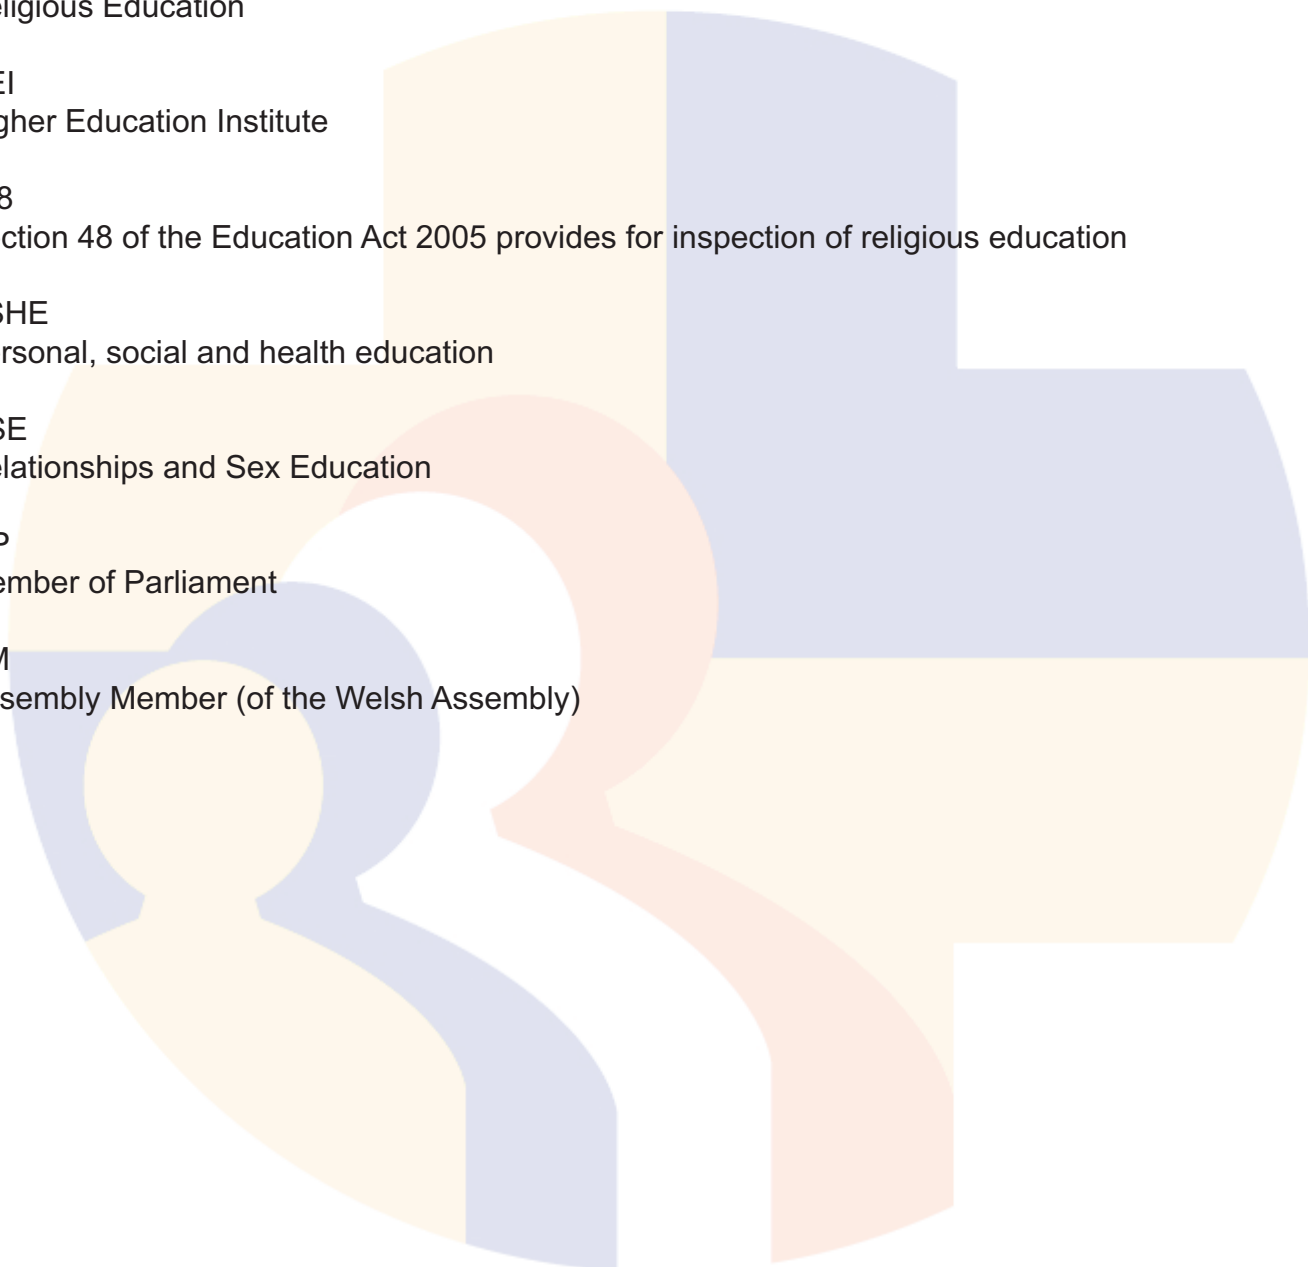 eligious Education
EI
gher Education Institute
8
ction 48 of the Education Act 2005 provides for inspection of religious education
SHE
rsonal, social and health education
SE
elationships and Sex Education
P
ember of Parliament
M
ssembly Member (of the Welsh Assembly)